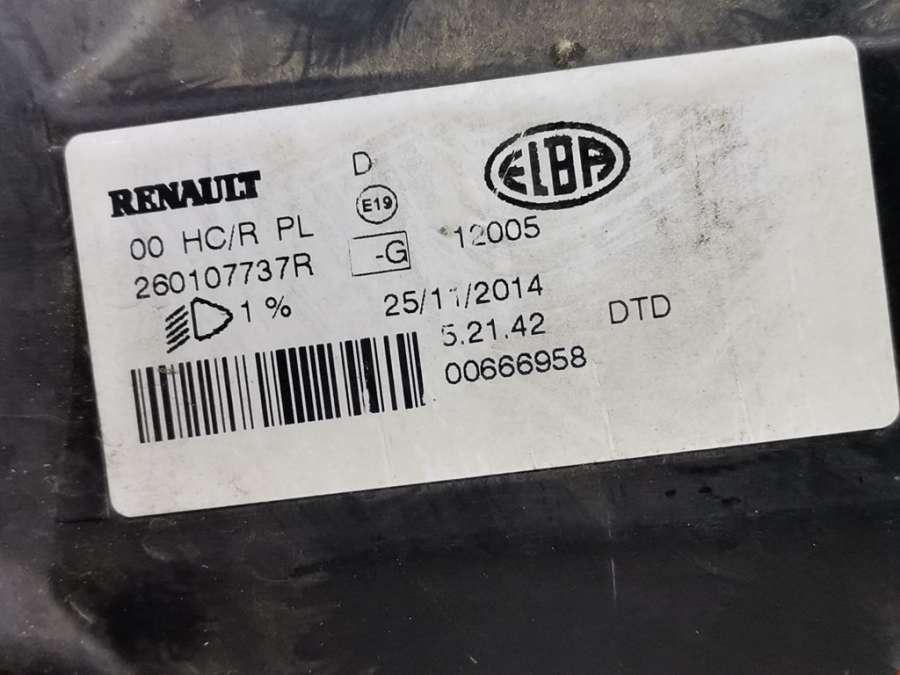 RENAULT
D
ELBA
E19
00 HC/R PL
-G
12005
260107737R
1 %
25/11/2014
5.21.42
DTD
00666958